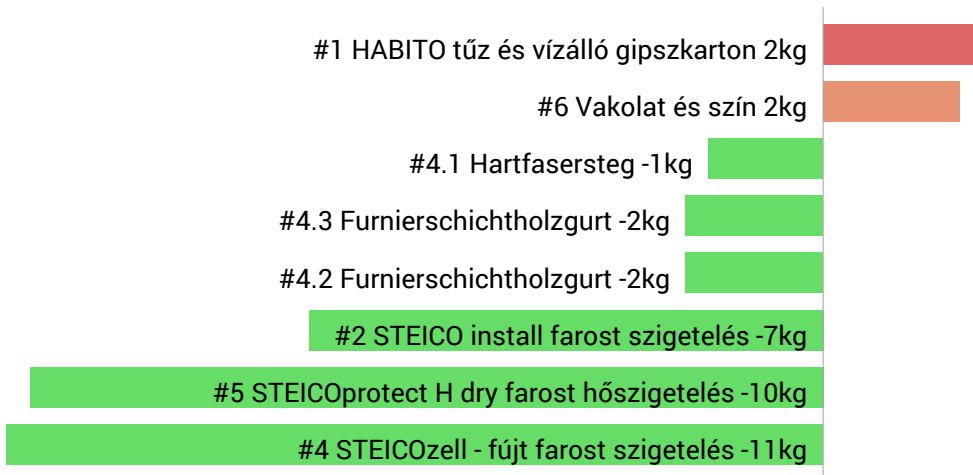 #1 HABITO tűz és vízálló gipszkarton 2kg
#6 Vakolat és szín 2kg
#4.1 Hartfasersteg -1kg
#4.3 Furnierschichtholzgurt -2kg
#4.2 Furnierschichtholzgurt -2kg
#2 STEICO install farost szigetelés -7kg
#5 STEICOprotect H dry farost hőszigetelés -10kg
#4 STEICOzell - fújt farost szigetelés -11kg